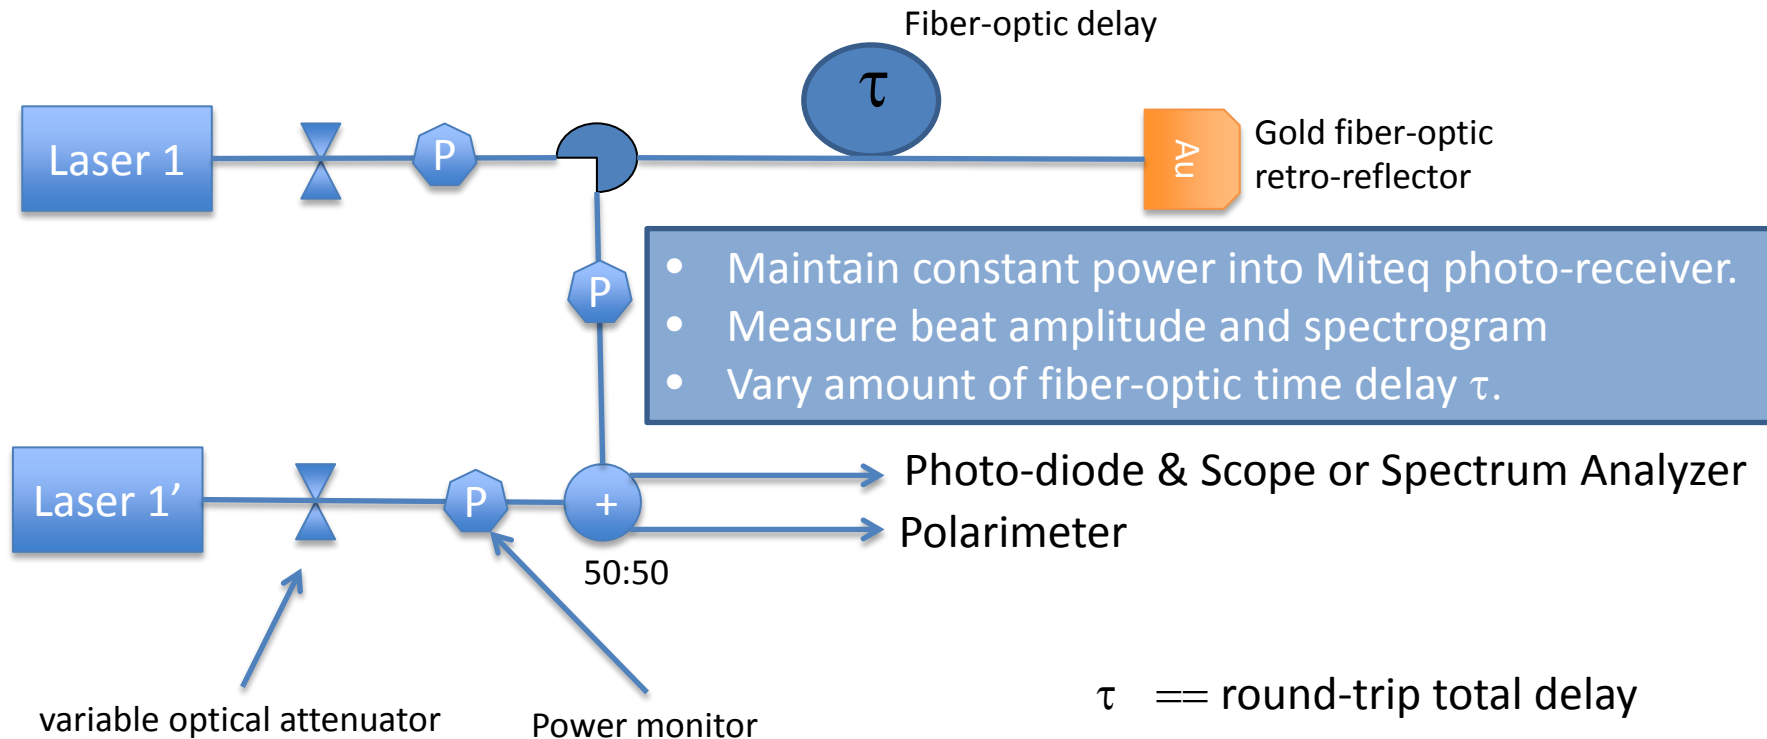 Fiber-optic delay
τ
Laser 1
P
Au
Gold fiber-optic
retro-reflector
P
• Maintain constant power into Miteq photo-receiver.
• Measure beat amplitude and spectrogram
• Vary amount of fiber-optic time delay τ.
Laser 1’
P
+
Photo-diode & Scope or Spectrum Analyzer
Polarimeter
50:50
variable optical attenuator
Power monitor
τ == round-trip total delay